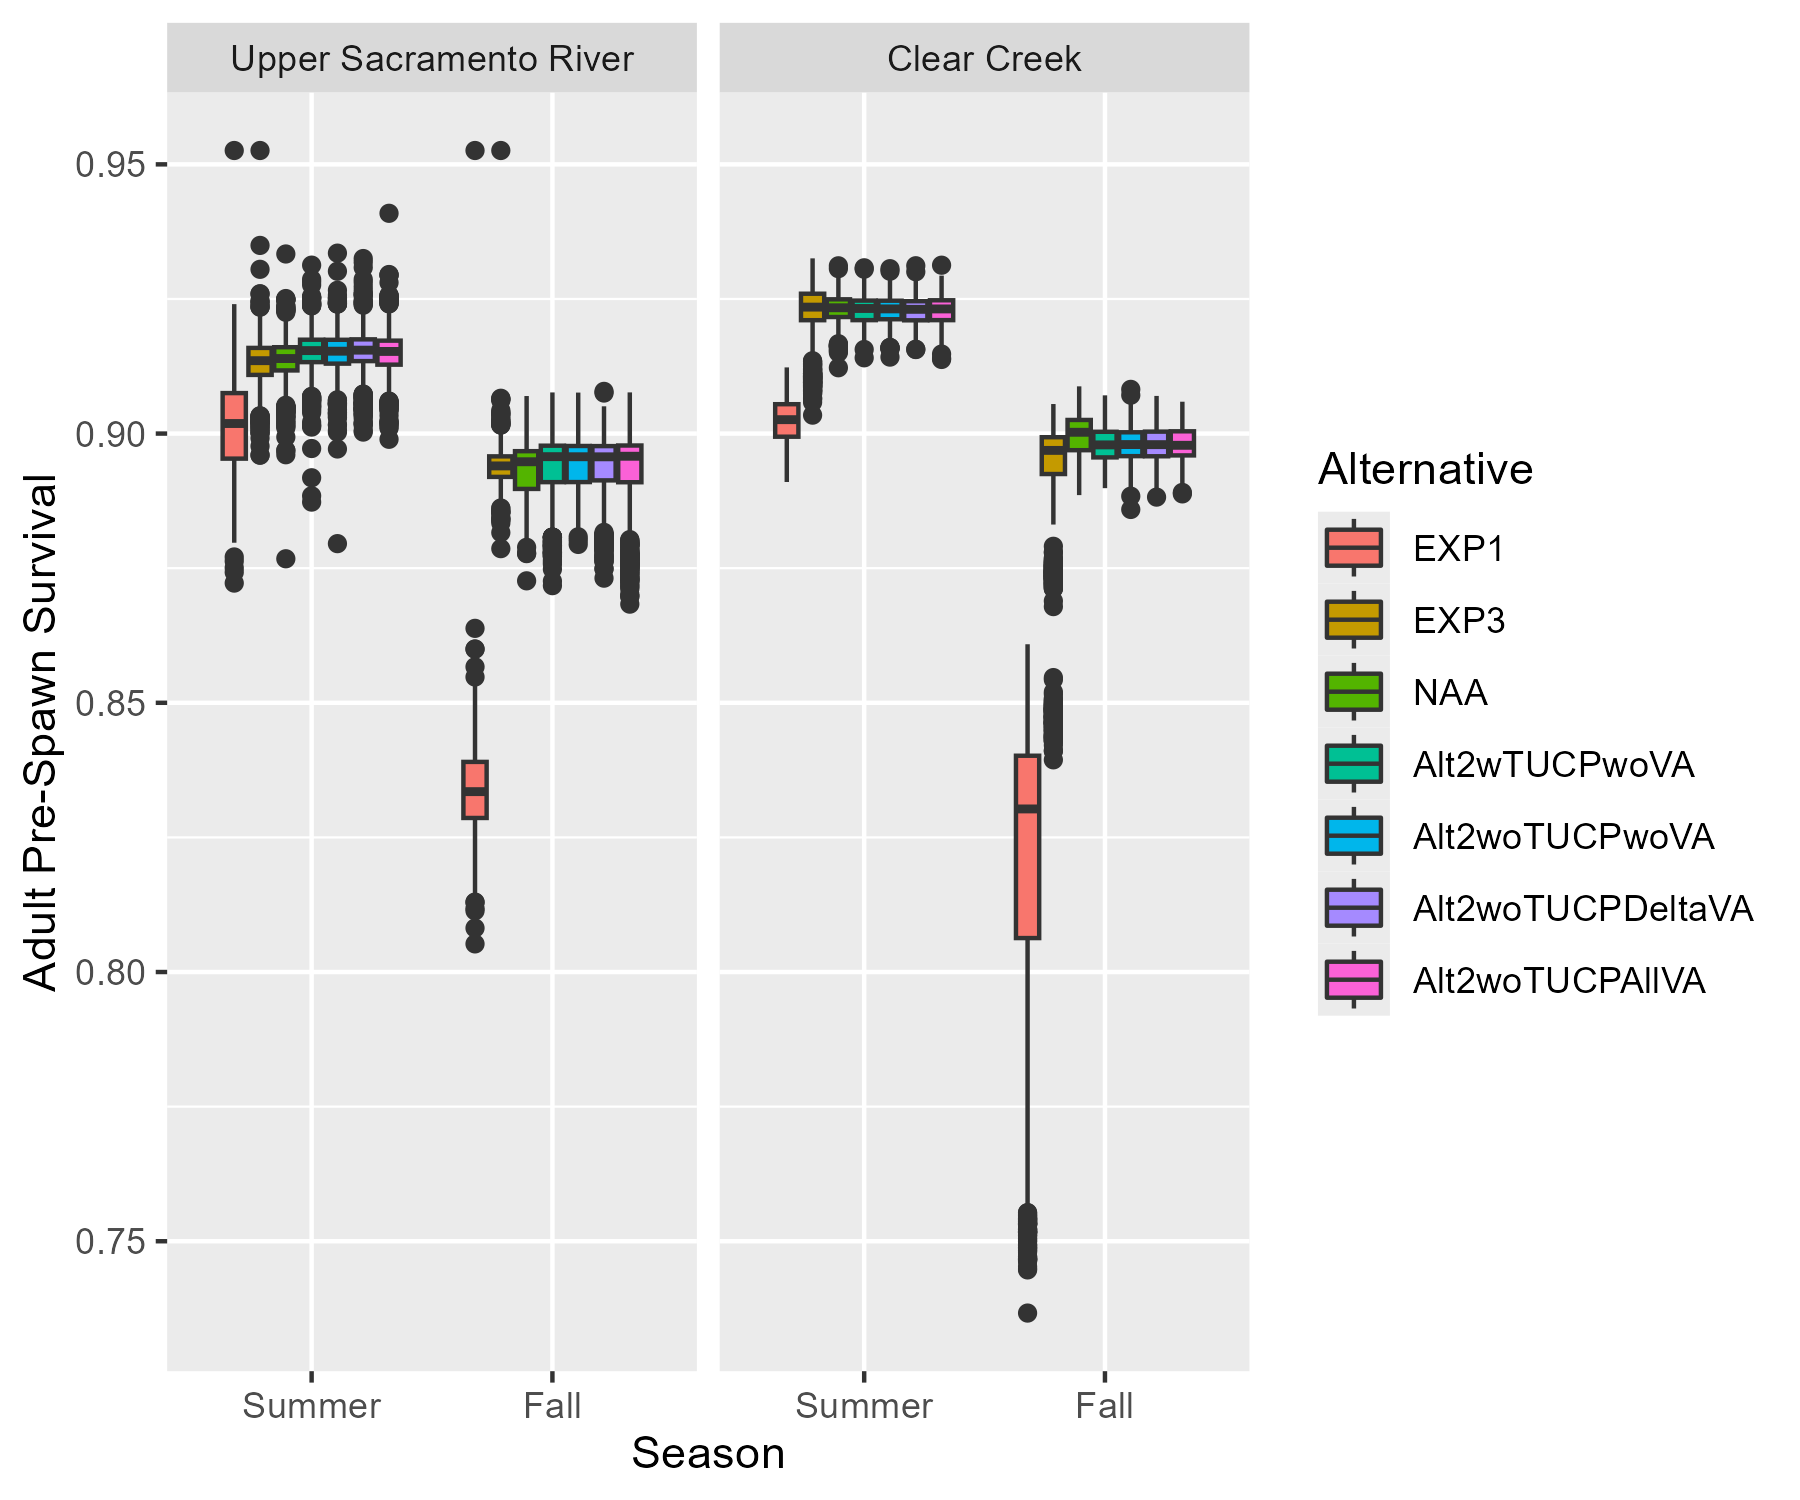 Upper Sacramento River
Clear Creek
Adult Pre-Spawn Survival
0.95
0.90
0.85
0.80
0.75
Summer
Fall
Summer
Fall
Season
Alternative
EXP1
EXP3
NAA
Alt2wTUCPwoVA
Alt2woTUCPwoVA
Alt2woTUCPDeltaVA
Alt2woTUCPAllVA